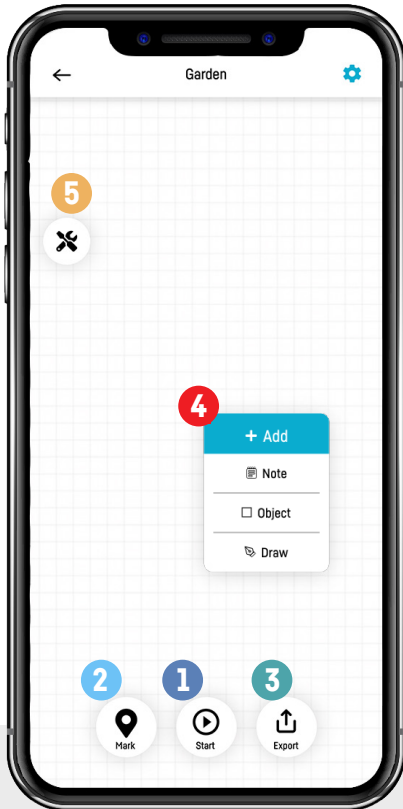 Garden
5
4
+ Add
Note
Object
Draw
2 1 3
Mark Start Export